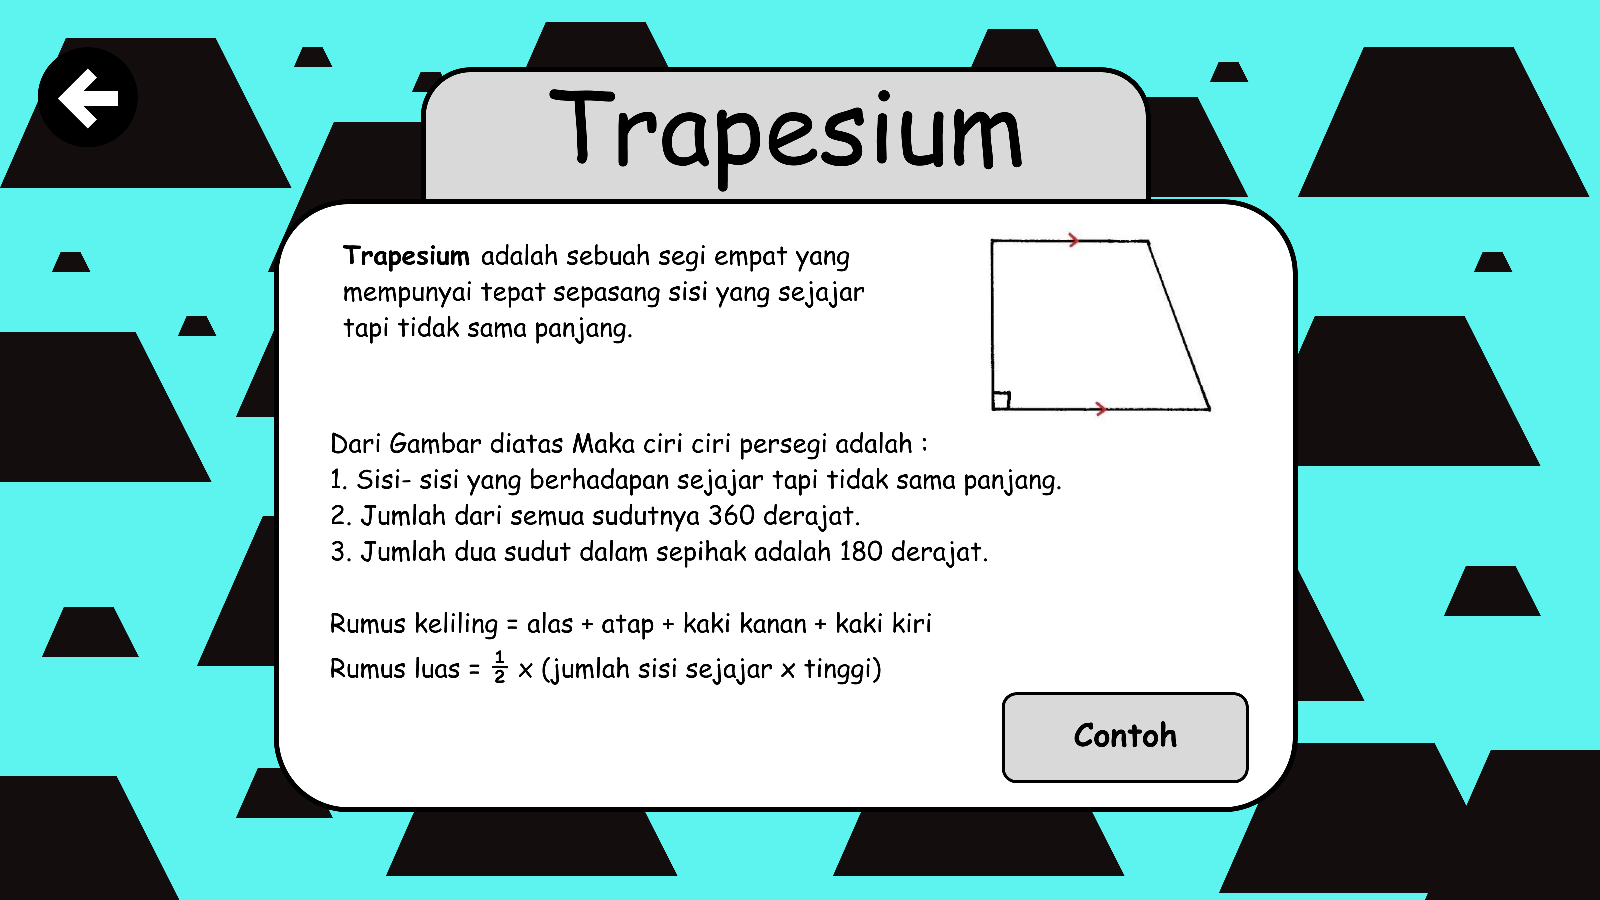 Trapesium
Trapesium adalah sebuah segi empat yang
mempunyai tepat sepasang sisi yang sejajar
tapi tidak sama panjang.
Dari Gambar diatas Maka ciri ciri persegi adalah :
1. Sisi- sisi yang berhadapan sejajar tapi tidak sama panjang.
2. Jumlah dari semua sudutnya 360 derajat.
3. Jumlah dua sudut dalam sepihak adalah 180 derajat.
Rumus keliling = alas + atap + kaki kanan + kaki kiri
Rumus luas = 1/2 x (jumlah sisi sejajar x tinggi)
Contoh